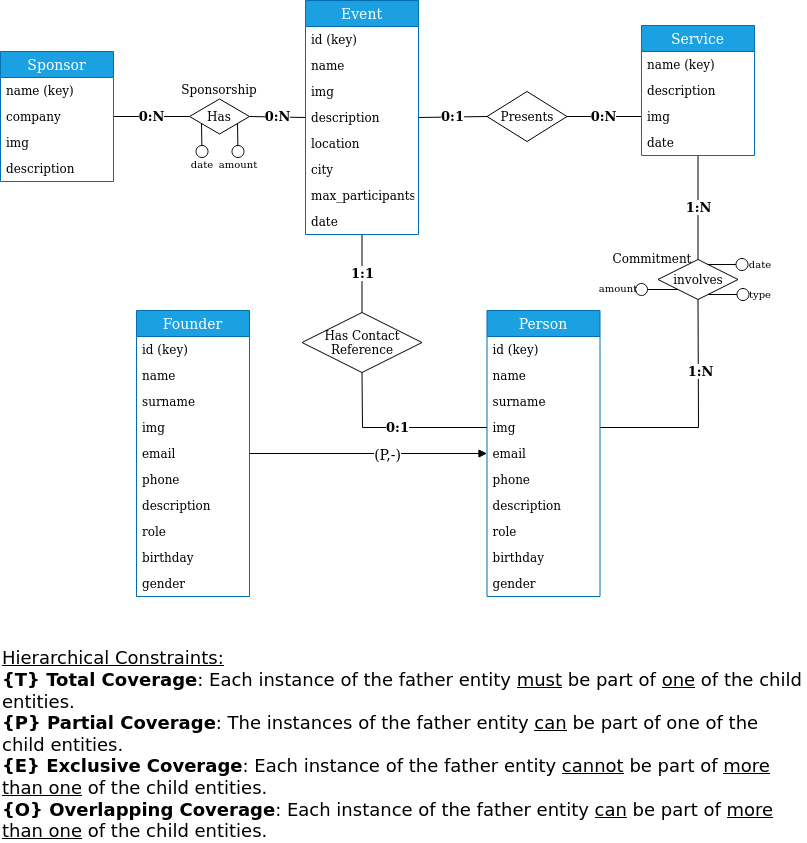 Event
id (key)
name
img
description
location
city
max_participants
date
Service
name (key)
description
img
date
Sponsor
name (key)
company
img
description
Sponsorship
0:N
Has
0:N
date
amount
0:1
Presents
0:N
1:N
Commitment
involves
date
amount
type
1:N
1:1
Has Contact
Reference
0:1
Founder
id (key)
name
surname
img
email
phone
description
role
birthday
gender
(P,-)
Person
id (key)
name
surname
img
email
phone
description
role
birthday
gender
Hierarchical Constraints:
{T} Total Coverage: Each instance of the father entity must be part of one of the child
entities.
{P} Partial Coverage: The instances of the father entity can be part of one of the
child entities.
{E} Exclusive Coverage: Each instance of the father entity cannot be part of more
than one of the child entities.
{O} Overlapping Coverage: Each instance of the father entity can be part of more
than one of the child entities.